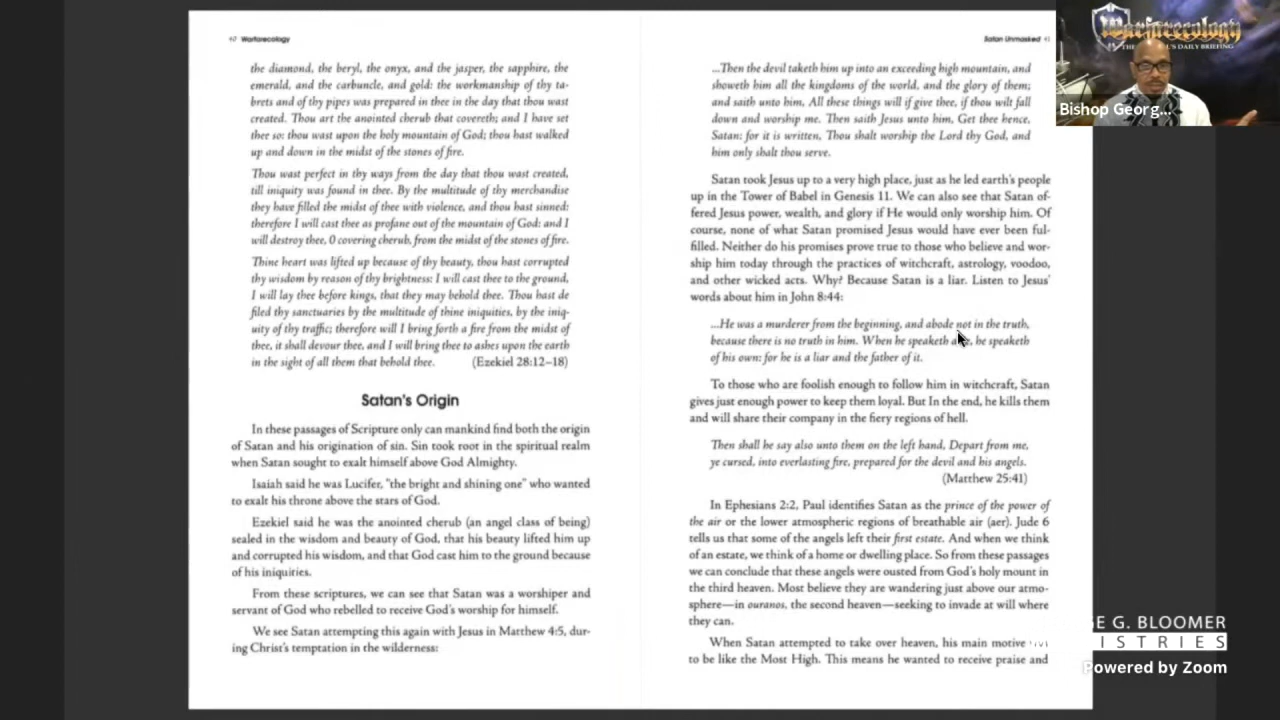 40 Warfarecology
the diamond, the beryl, the onyx, and the jasper, the sapphire, the
emerald, and the carbuncle, and gold: the workmanship of thy ta-
brets and of thy pipes was prepared in thee in the day that thou wast
created. Thou art the anointed cherub that covereth; and I have set
thee so: thou wast upon the holy mountain of God; thou hast walked
up and down in the midst of the stones of fire.
Thou wast perfect in thy ways from the day that thou wast created,
till iniquity was found in thee. By the multitude of thy merchandise
they have filled the midst of thee with violence, and thou hast sinned:
therefore I will cast thee as profane out of the mountain of God: and I
will destroy thee, O covering cherub, from the midst of the stones of fire.
Thine heart was lifted up because of thy beauty, thou hast corrupted
thy wisdom by reason of thy brightness: I will cast thee to the ground,
I will lay thee before kings, that they may behold thee. Thou hast de
filed thy sanctuaries by the multitude of thine iniquities, by the iniq-
uity of thy traffic; therefore will I bring forth a fire from the midst of
thee, it shall devour thee, and I will bring thee to ashes upon the earth
in the sight of all them that behold thee. (Ezekiel 28:12–18)
Satan's Origin
In these passages of Scripture only can mankind find both the origin
of Satan and his origination of sin. Sin took root in the spiritual realm
when Satan sought to exalt himself above God Almighty.
Isaiah said he was Lucifer, "the bright and shining one" who wanted
to exalt his throne above the stars of God.
Ezekiel said he was the anointed cherub (an angel class of being)
sealed in the wisdom and beauty of God, that his beauty lifted him up
and corrupted his wisdom, and that God cast him to the ground because
of his iniquities.
From these scriptures, we can see that Satan was a worshiper and
servant of God who rebelled to receive God's worship for himself.
We see Satan attempting this again with Jesus in Matthew 4:5, dur-
ing Christ's temptation in the wilderness:
Satan Unmasked 41
...Then the devil taketh him up into an exceeding high mountain, and
showeth him all the kingdoms of the world, and the glory of them;
and saith unto him, All these things will if give thee, if thou wilt fall
down and worship me. Then saith Jesus unto him, Get thee hence,
Satan: for it is written, Thou shalt worship the Lord thy God, and
him only shalt thou serve.
Satan took Jesus up to a very high place, just as he led earth's people
up in the Tower of Babel in Genesis 11. We can also see that Satan of-
fered Jesus power, wealth, and glory if He would only worship him. Of
course, none of what Satan promised Jesus would have ever been ful-
filled. Neither do his promises prove true to those who believe and wor-
ship him today through the practices of witchcraft, astrology, voodoo,
and other wicked acts. Why? Because Satan is a liar. Listen to Jesus'
words about him in John 8:44:
...He was a murderer from the beginning, and abode not in the truth,
because there is no truth in him. When he speaketh a he speaketh
of his own: for he is a liar and the father of it.
To those who are foolish enough to follow him in witchcraft, Satan
gives just enough power to keep them loyal. But In the end, he kills them
and will share their company in the fiery regions of hell.
Then shall he say also unto them on the left hand, Depart from me,
ye cursed, into everlasting fire, prepared for the devil and his angels.
(Matthew 25:41)
In Ephesians 2:2, Paul identifies Satan as the prince of the power of
the air or the lower atmospheric regions of breathable air (aer). Jude 6
tells us that some of the angels left their first estate. And when we think
of an estate, we think of a home or dwelling place. So from these passages
we can conclude that these angels were ousted from God's holy mount in
the third heaven. Most believe they are wandering just above our atmo-
sphere—in ouranos, the second heaven—seeking to invade at will where
they can.
When Satan attempted to take over heaven, his main motive
to be like the Most High. This means he wanted to receive praise and
Warfarecology
DAILY BRIEFING
Bishop Georg...
GE G. BLOOMER
ISTRIES
Powered by Zoom